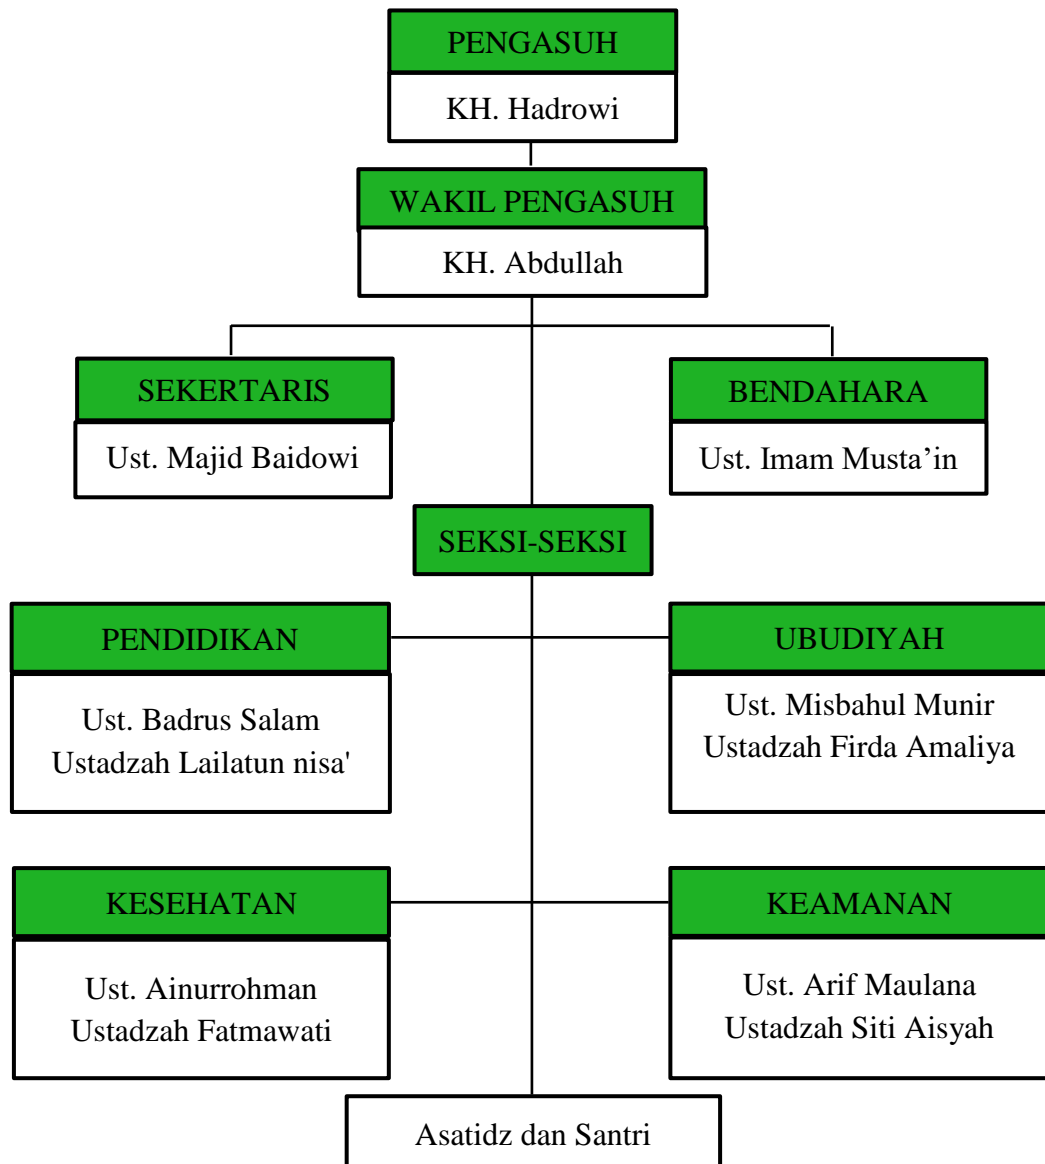 PENGASUH
KH. Hadrowi
WAKIL PENGASUH
KH. Abdullah
SEKERTARIS
Ust. Majid Baidowi
BENDAHARA
Ust. Imam Musta’in
SEKSI-SEKSI
PENDIDIKAN
Ust. Badrus Salam
Ustadzah Lailatun nisa'
UBUDIYAH
Ust. Misbahul Munir
Ustadzah Firda Amaliya
KESEHATAN
Ust. Ainurrohman
Ustadzah Fatmawati
KEAMANAN
Ust. Arif Maulana
Ustadzah Siti Aisyah
Asatidz dan Santri